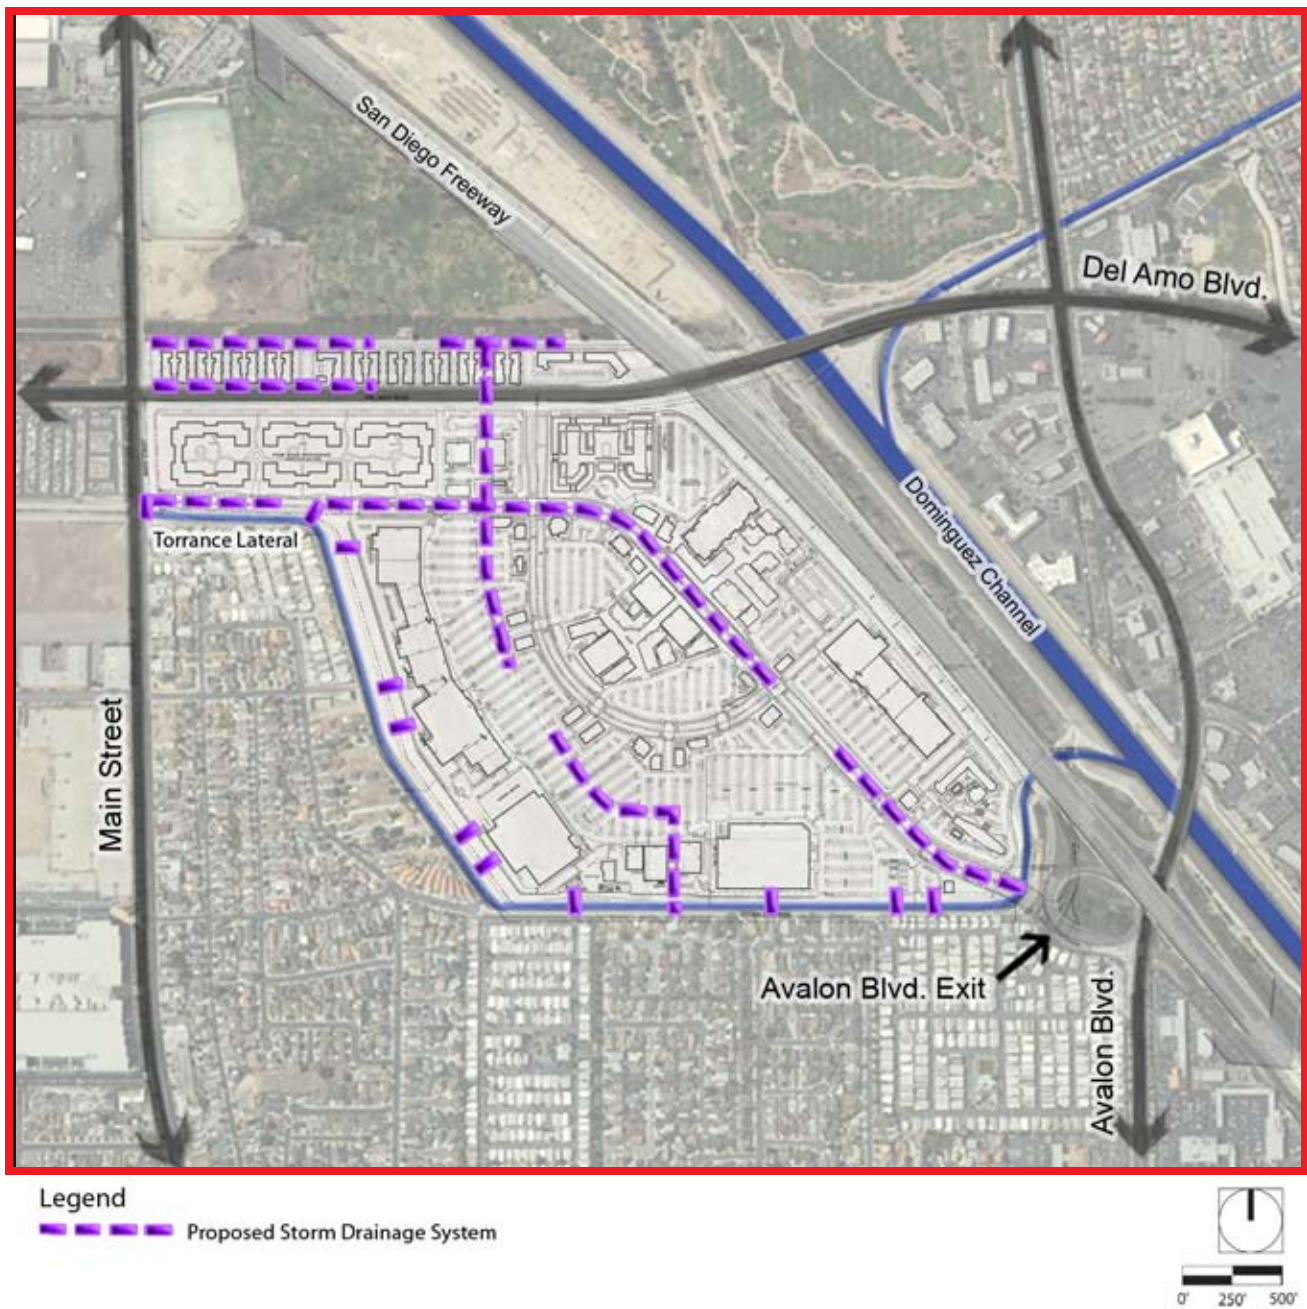 San Diego Freeway
Del Amo Blvd.
Dominguez Channel
Torrance Lateral
Main Street
Avalon Blvd. Exit
Avalon Blvd.
Legend
Proposed Storm Drainage System
0' 250' 500'